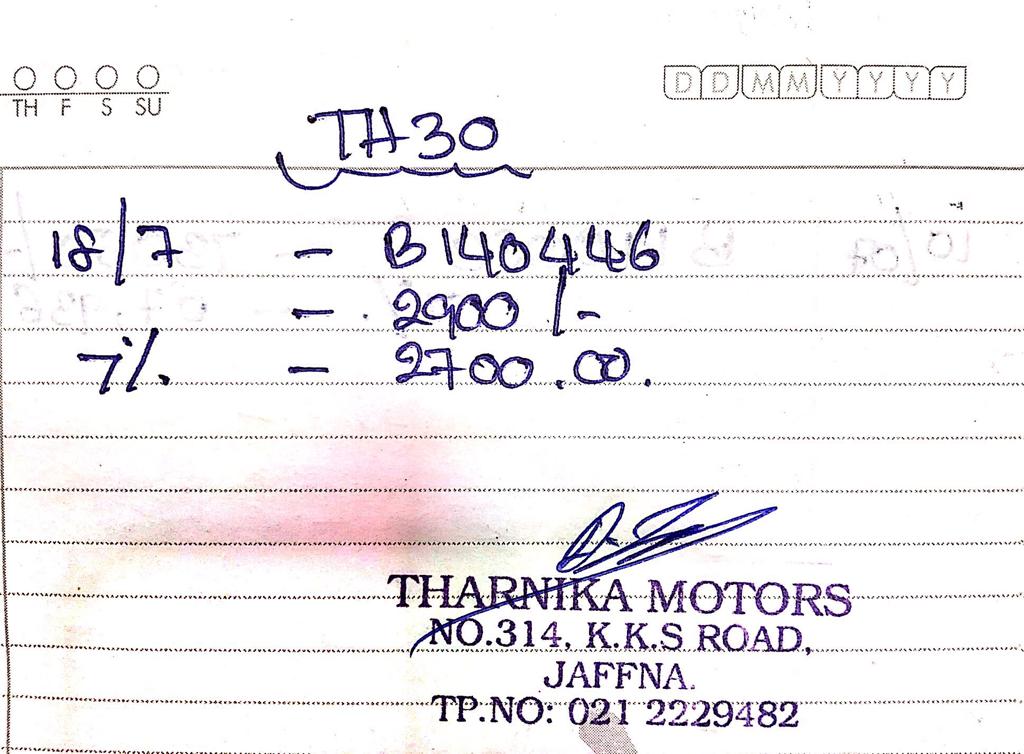 TH F S SU DDMMYYYY
TH30
18/7 - B140446
- 2900/-
7% - 2700.00.
THARNIKA MOTORS
NO.314, K.K.S ROAD,
JAFFNA.
TP.NO: 021 2229482